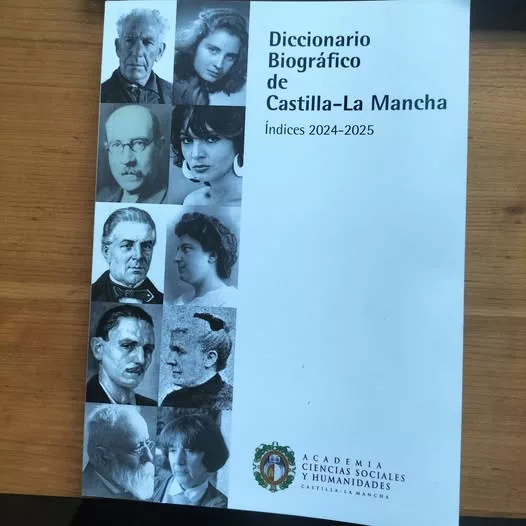 Diccionario
Biográfico
de
Castilla-La Mancha
Índices 2024-2025
ACADEMIA
CIENCIAS SOCIALES
Y HUMANIDADES
CASTILLA-LA MANCHA